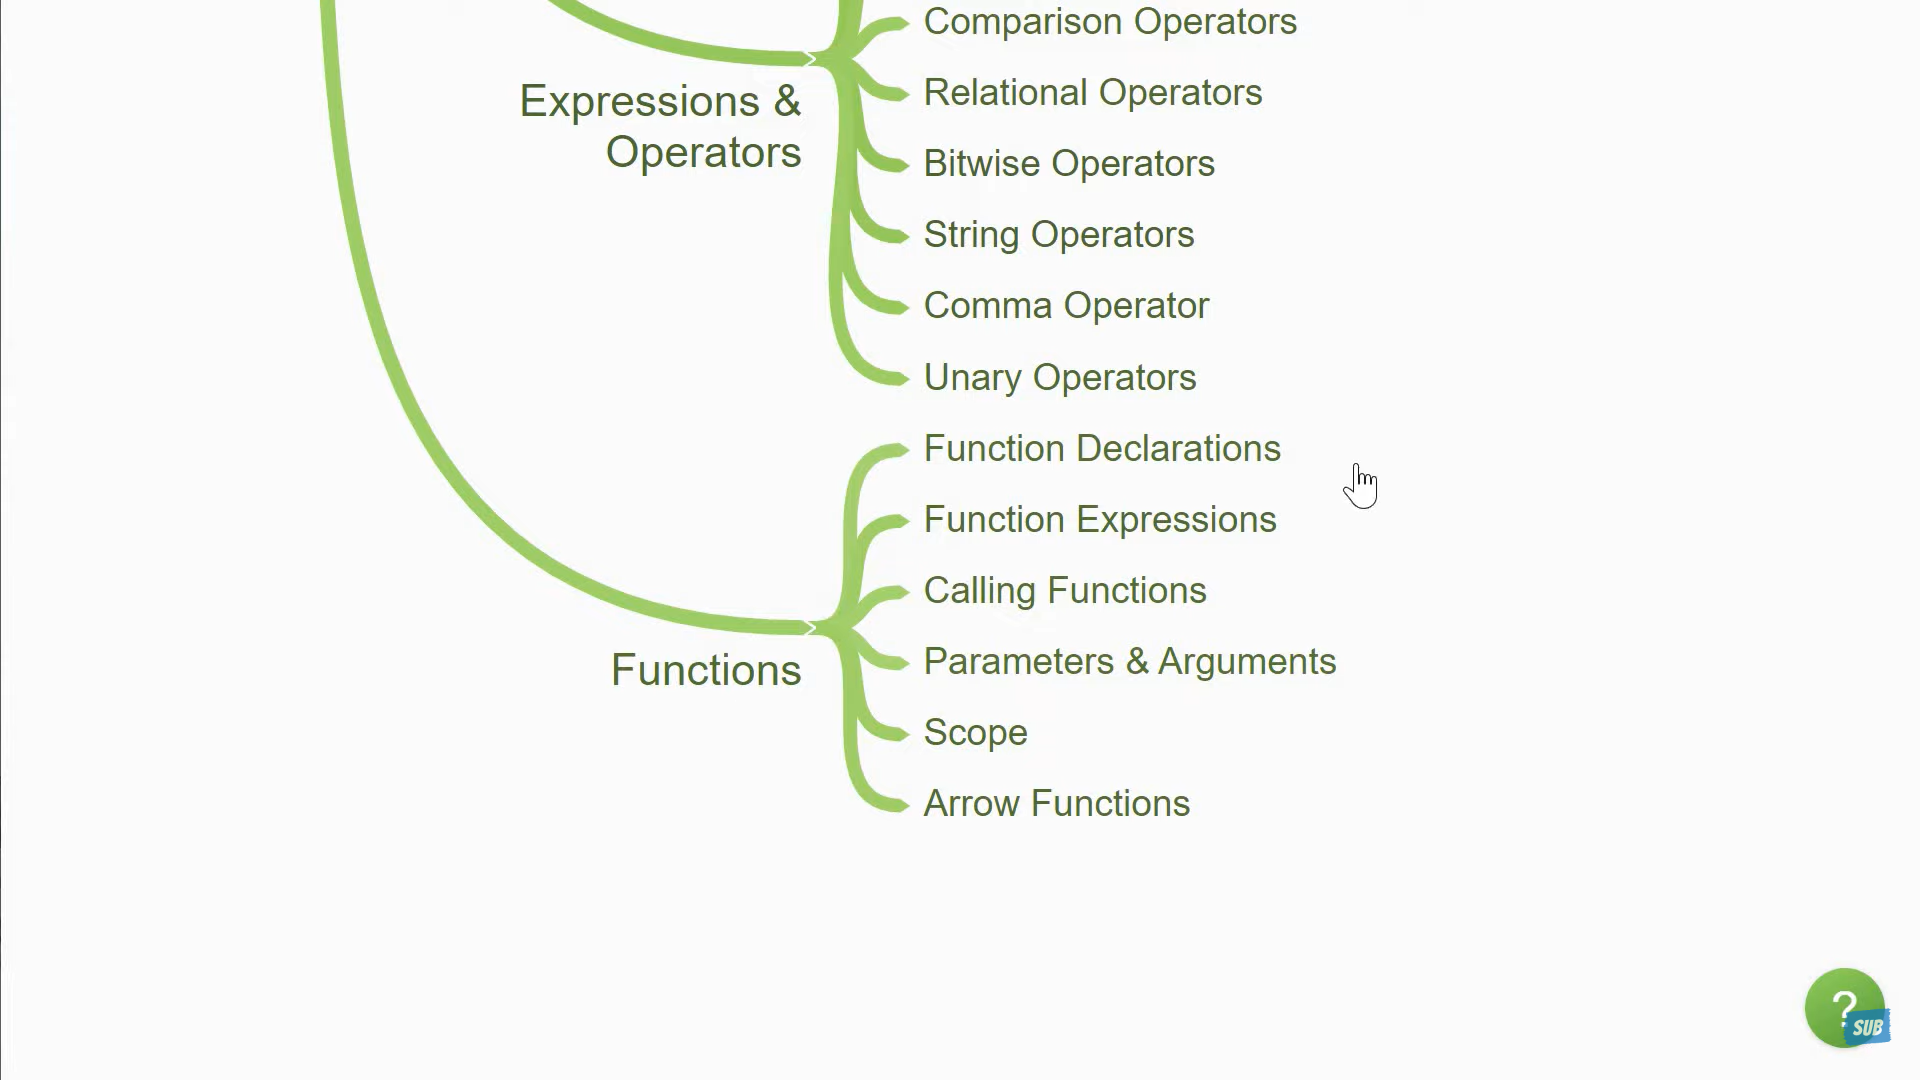 Comparison Operators
Relational Operators
Expressions &
Operators
Bitwise Operators
String Operators
Comma Operator
Unary Operators
Function Declarations
Function Expressions
Calling Functions
Parameters & Arguments
Functions
Scope
Arrow Functions
?
SUB